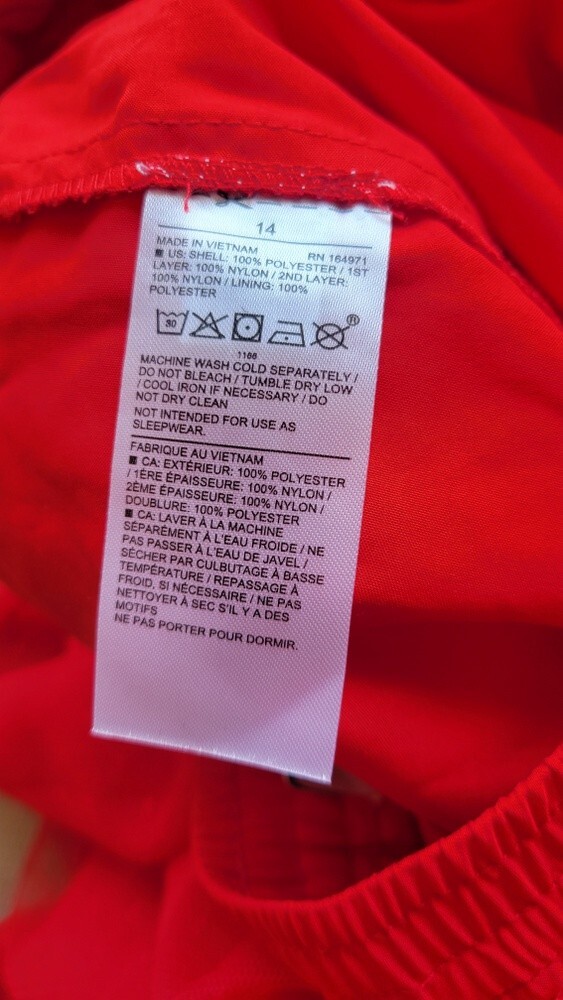 14
MADE IN VIETNAM RN 164971
■ US: SHELL: 100% POLYESTER / 1ST
LAYER: 100% NYLON / 2ND LAYER:
100% NYLON / LINING: 100%
POLYESTER
30
®
1166
MACHINE WASH COLD SEPARATELY /
DO NOT BLEACH / TUMBLE DRY LOW
/ COOL IRON IF NECESSARY / DO
NOT DRY CLEAN
NOT INTENDED FOR USE AS
SLEEPWEAR.
FABRIQUE AU VIETNAM
■ CA: EXTÉRIEUR: 100% POLYESTER
/ 1ÈRE ÉPAISSEURE: 100% NYLON /
2ÈME ÉPAISSEURE: 100% NYLON /
DOUBLURE: 100% POLYESTER
■ CA: LAVER À LA MACHINE
SÉPARÉMENT À L'EAU FROIDE / NE
PAS PASSER À L'EAU DE JAVEL /
SÉCHER PAR CULBUTAGE À BASSE
TEMPÉRATURE / REPASSAGE À
FROID, SI NÉCESSAIRE / NE PAS
NETTOYER À SEC S'IL Y A DES
MOTIFS
NE PAS PORTER POUR DORMIR.